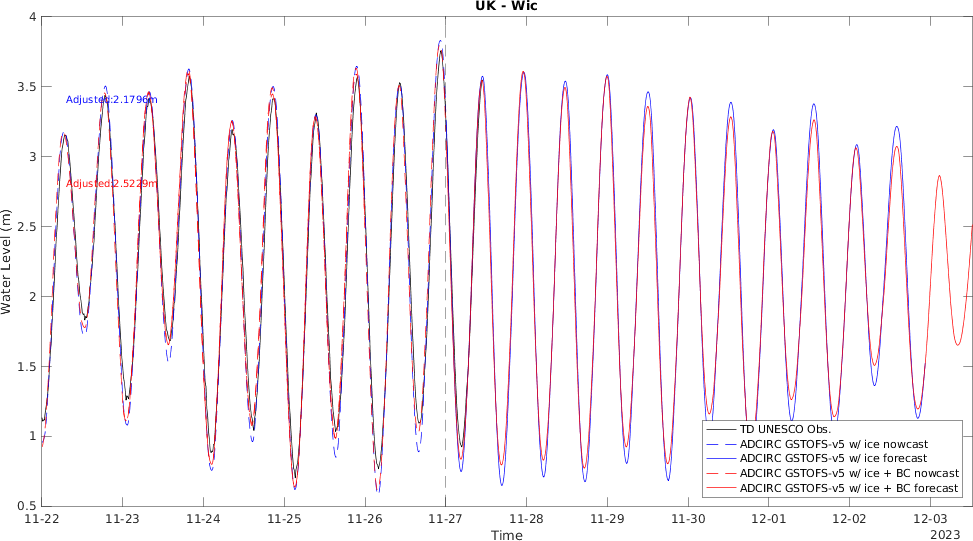 UK - Wic
4
3.5
3
2.5
2
1.5
1
0.5
Water Level (m)
Adjusted:2.1796m
Adjusted:2.5229m
TD UNESCO Obs.
ADCIRC GSTOFS-v5 w/ ice nowcast
ADCIRC GSTOFS-v5 w/ ice forecast
ADCIRC GSTOFS-v5 w/ ice + BC nowcast
ADCIRC GSTOFS-v5 w/ ice + BC forecast
11-22 11-23 11-24 11-25 11-26 11-27 11-28 11-29 11-30 12-01 12-02 12-03
Time
2023